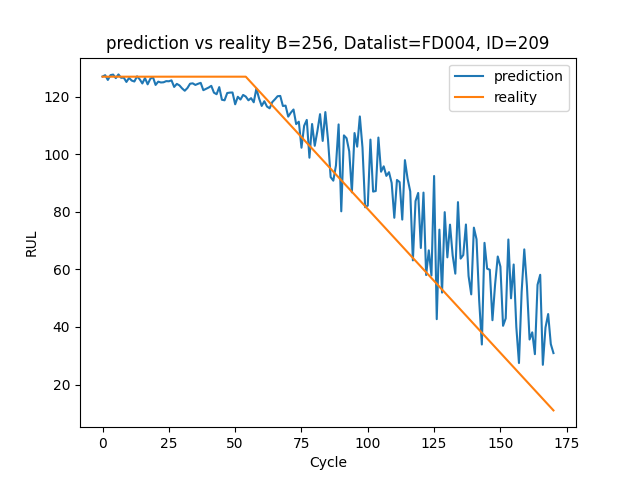 prediction vs reality B=256, Datalist=FD004, ID=209
prediction
reality
RUL
120
100
80
60
40
20
0 25 50 75 100 125 150 175
Cycle